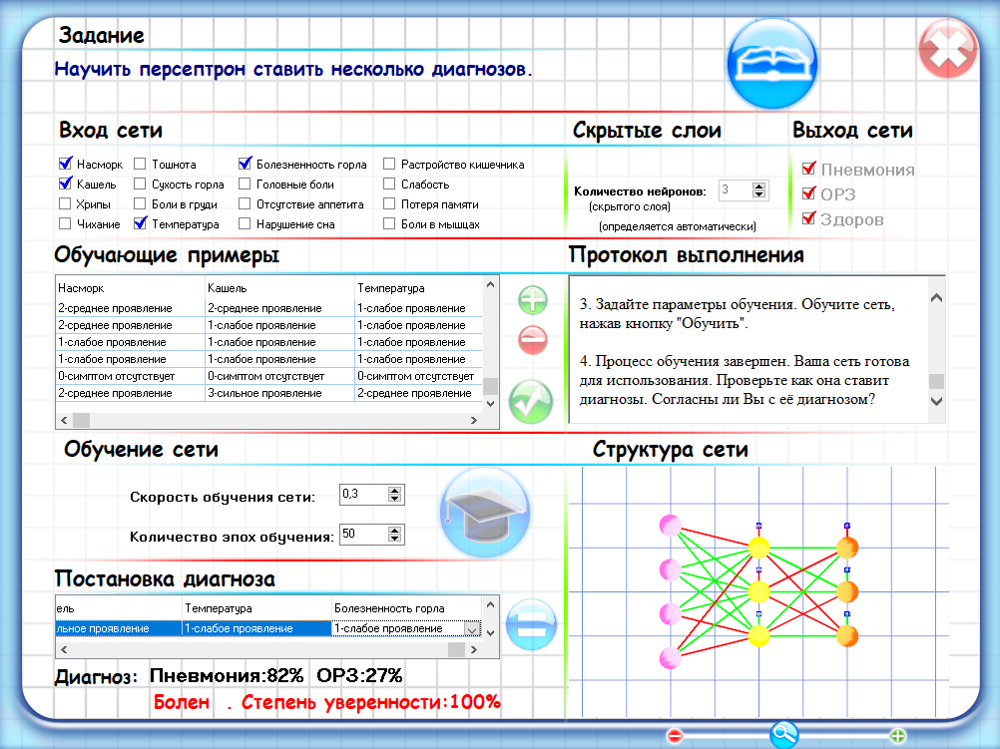 Задание
Научить персептрон ставить несколько диагнозов.
Вход сети
Скрытые слои
Выход сети
Насморк Тошнота Болезненность горла Растройство кишечника
Кашель Сухость горла Головные боли Слабость
Хрипы Боли в груди Отсутствие аппетита Потеря памяти
Чихание Температура Нарушение сна Боли в мышцах
Количество нейронов: 3
(скрытого слоя)
(определяется автоматически)
Пневмония
ОРЗ
Здоров
Обучающие примеры
Насморк Кашель Температура
2-среднее проявление 2-среднее проявление 1-слабое проявление
2-среднее проявление 1-слабое проявление 1-слабое проявление
1-слабое проявление 1-слабое проявление 1-слабое проявление
1-слабое проявление 1-слабое проявление 1-слабое проявление
0-симптом отсутствует 0-симптом отсутствует 0-симптом отсутствует
2-среднее проявление 3-сильное проявление 2-среднее проявление
Протокол выполнения
3. Задайте параметры обучения. Обучите сеть,
нажав кнопку "Обучить".
4. Процесс обучения завершен. Ваша сеть готова
для использования. Проверьте как она ставит
диагнозы. Согласны ли Вы с её диагнозом?
Обучение сети
Скорость обучения сети: 0,3
Количество эпох обучения: 50
Структура сети
Постановка диагноза
ель Температура Болезненность горла
льное проявление 1-слабое проявление 1-слабое проявление
Диагноз: Пневмония:82% ОРЗ:27%
Болен . Степень уверенности:100%